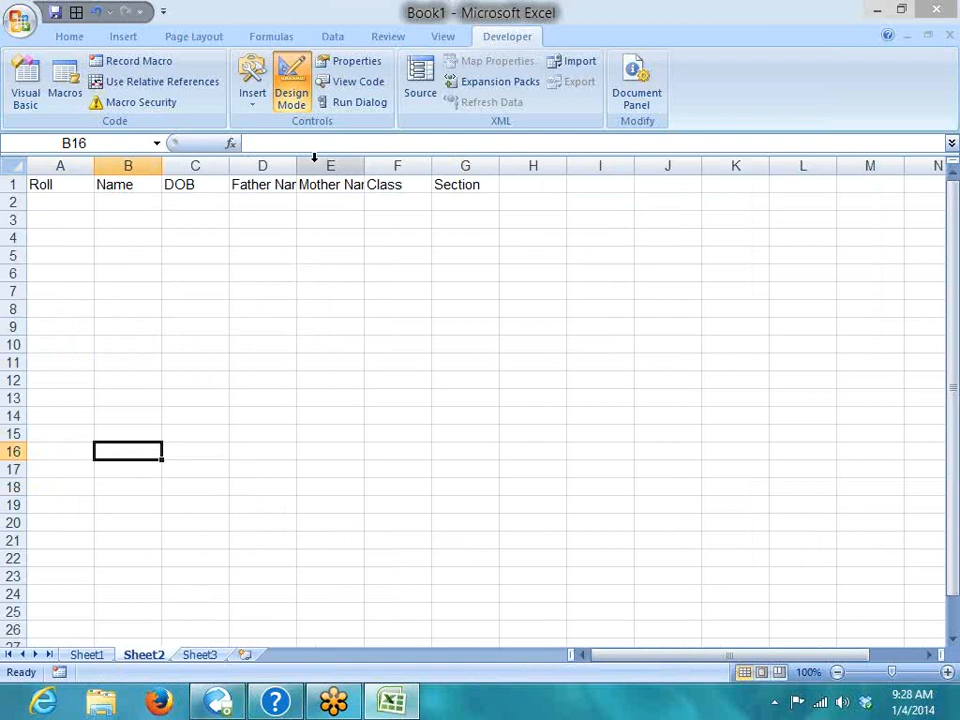 Book1 - Microsoft Excel
Home Insert Page Layout Formulas Data Review View Developer
Visual Basic
Macros
Record Macro
Use Relative References
Macro Security
Code
Insert
Design Mode
Properties
View Code
Run Dialog
Controls
Source
Map Properties
Expansion Packs
Refresh Data
Import
Export
XML
Document Panel
Modify
B16 fx
A B C D E F G H I J K L M N
1 Roll Name DOB Father Nar Mother Nar Class Section
2
3
4
5
6
7
8
9
10
11
12
13
14
15
16
17
18
19
20
21
22
23
24
25
26
27
Sheet1 Sheet2 Sheet3
Ready 100%
9:28 AM
1/4/2014